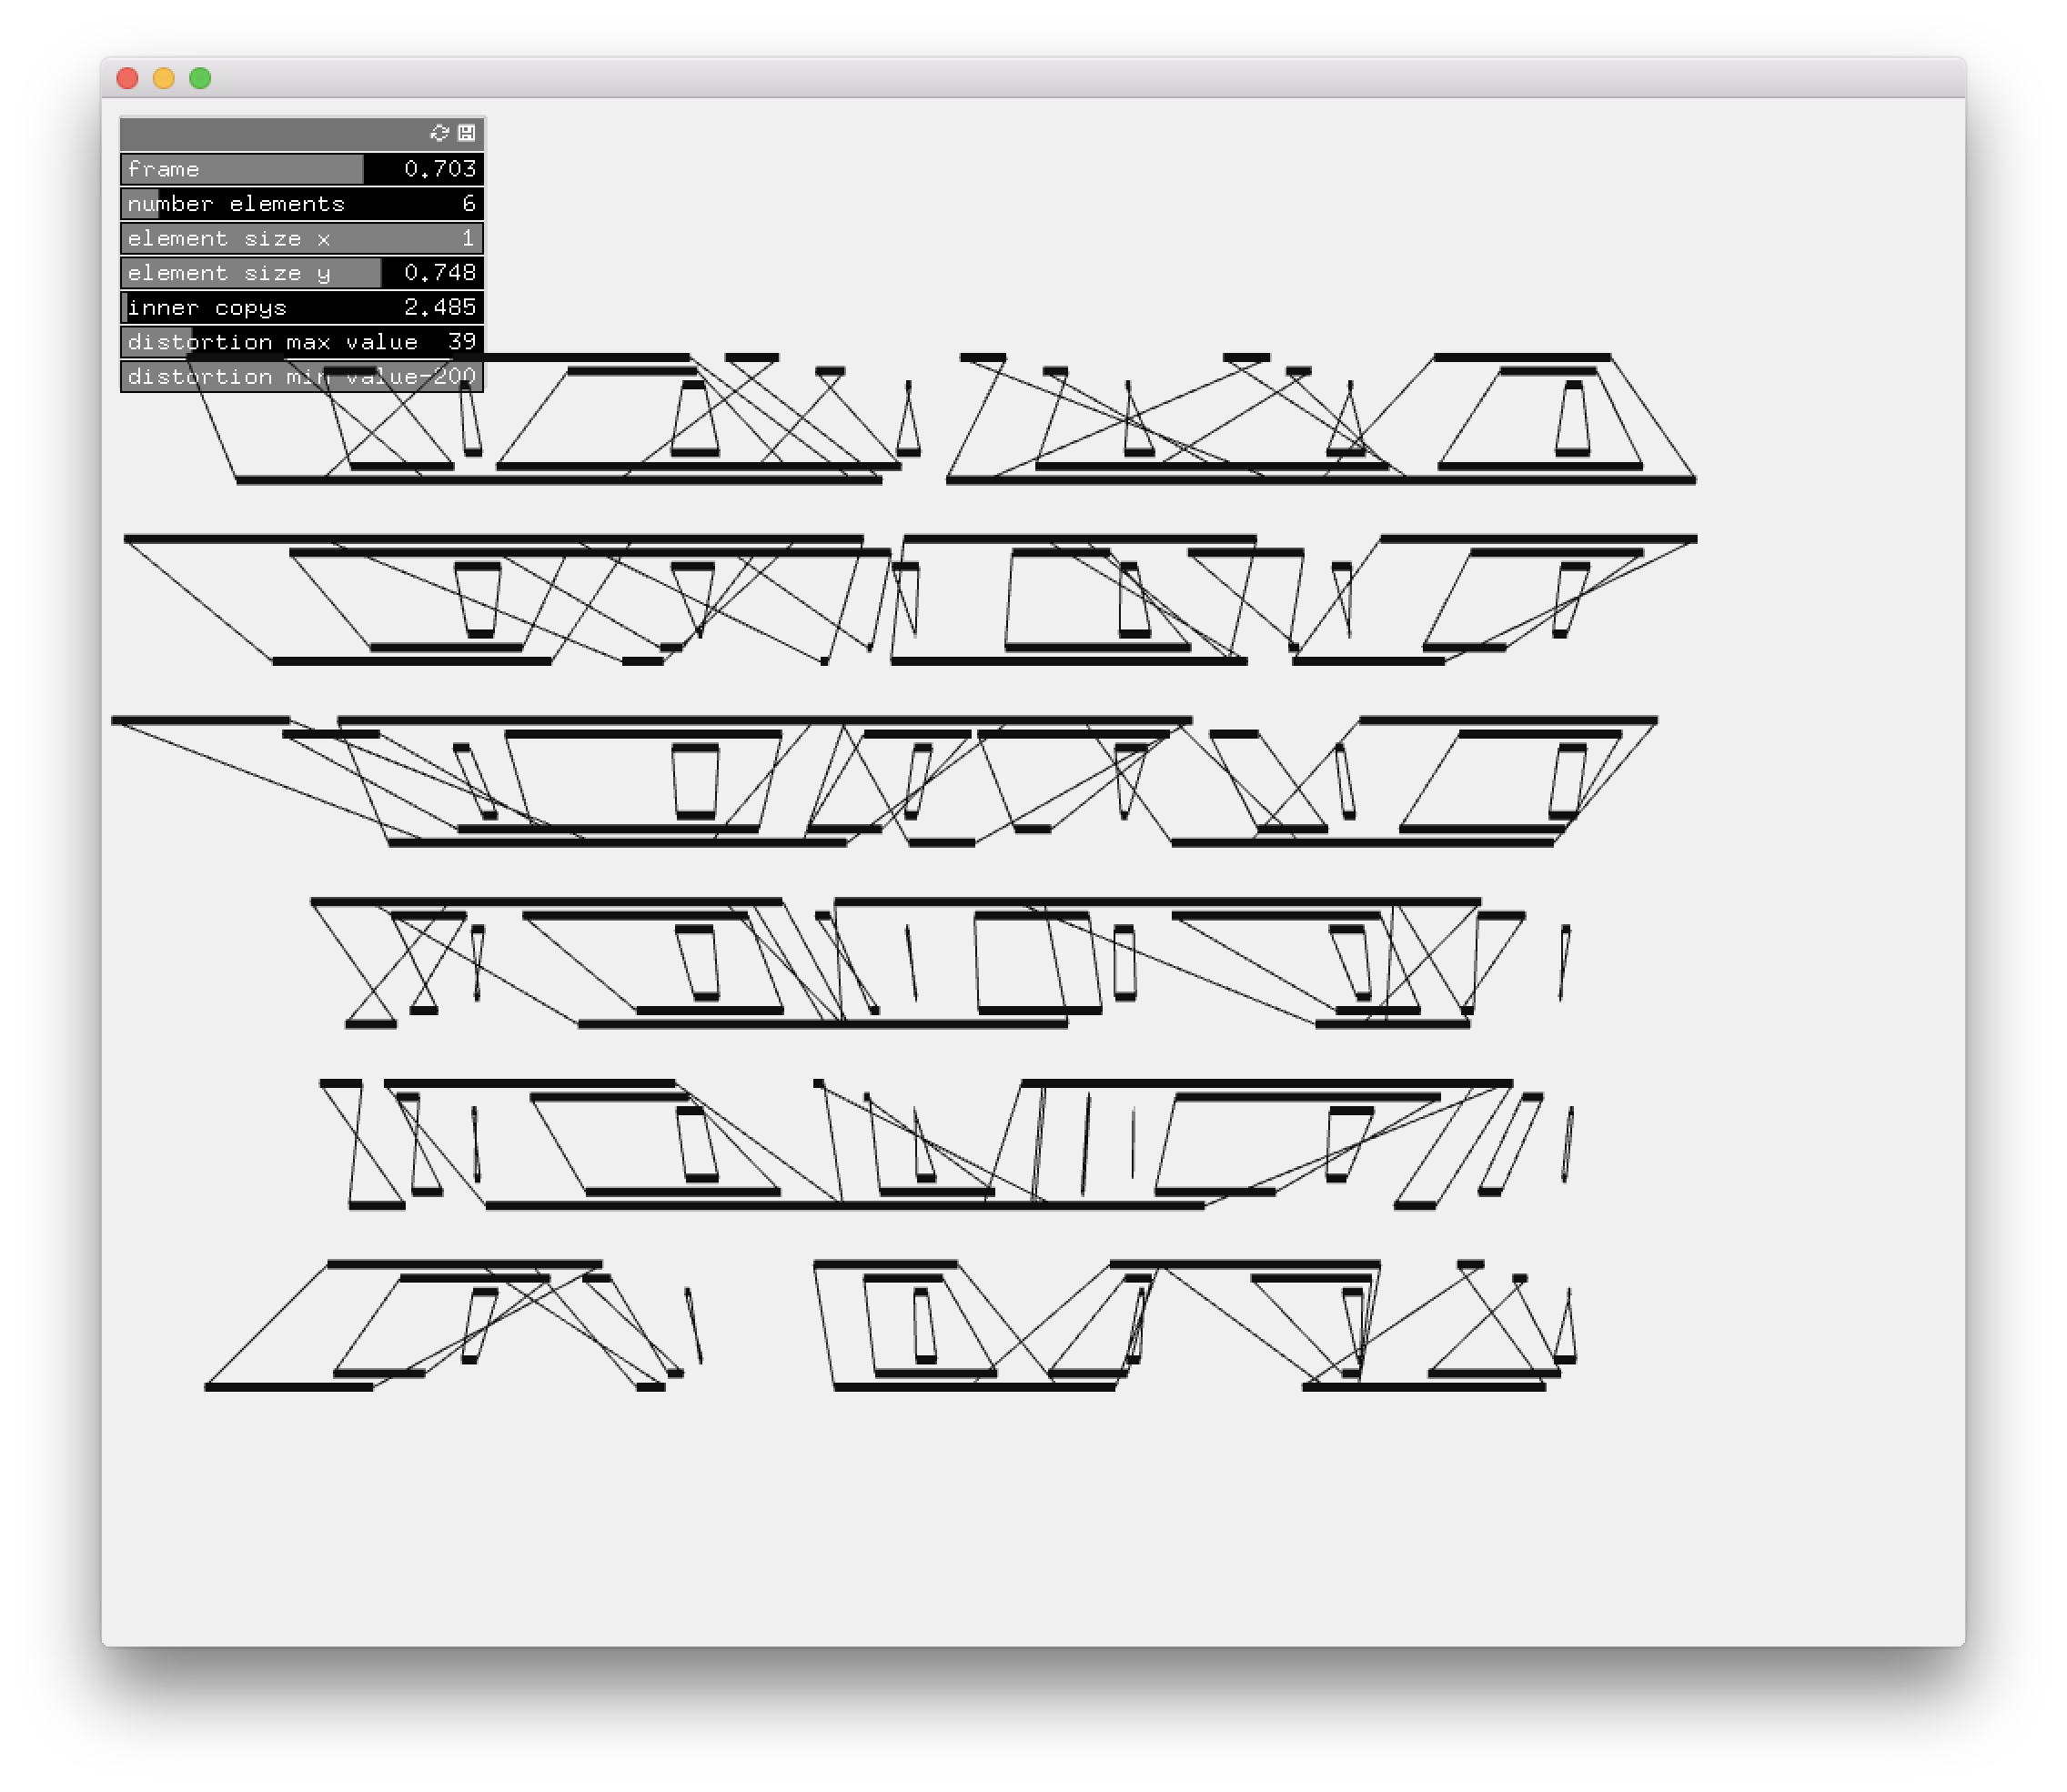 frame 0.703
number elements 6
element size x 1
element size y 0.748
inner copys 2.485
distortion max value 39
distortion min value-200